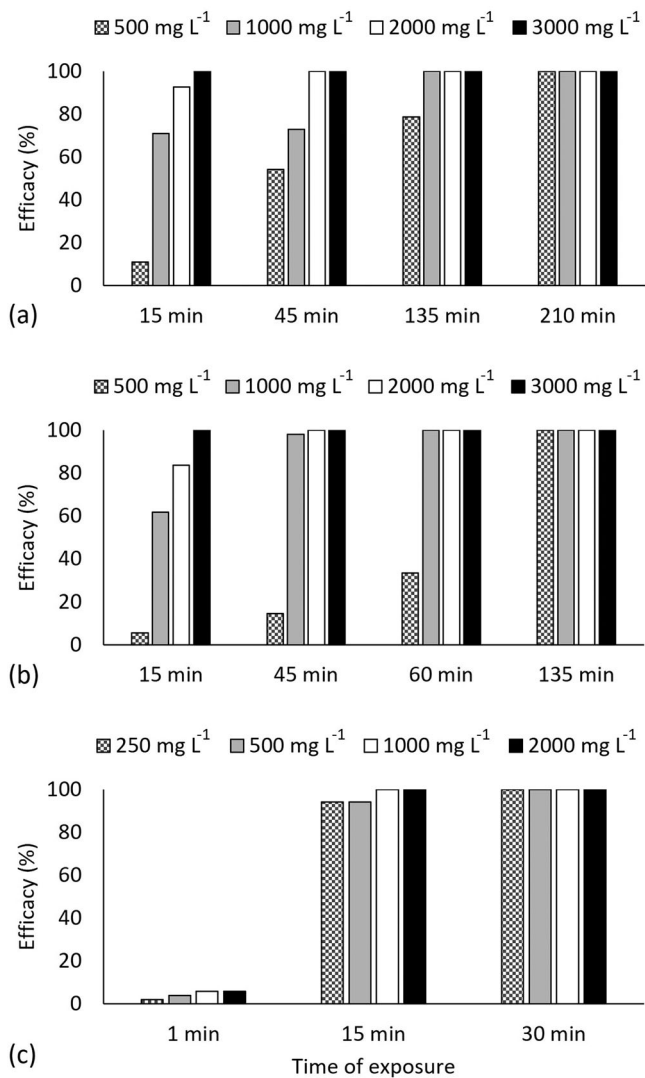 500 mg L⁻¹ 1000 mg L⁻¹ 2000 mg L⁻¹ 3000 mg L⁻¹
100
80
60
40
20
0
Efficacy (%)
15 min 45 min 135 min 210 min
(a)
500 mg L⁻¹ 1000 mg L⁻¹ 2000 mg L⁻¹ 3000 mg L⁻¹
100
80
60
40
20
0
Efficacy (%)
15 min 45 min 60 min 135 min
(b)
250 mg L⁻¹ 500 mg L⁻¹ 1000 mg L⁻¹ 2000 mg L⁻¹
100
80
60
40
20
0
Efficacy (%)
1 min 15 min 30 min
(c)
Time of exposure